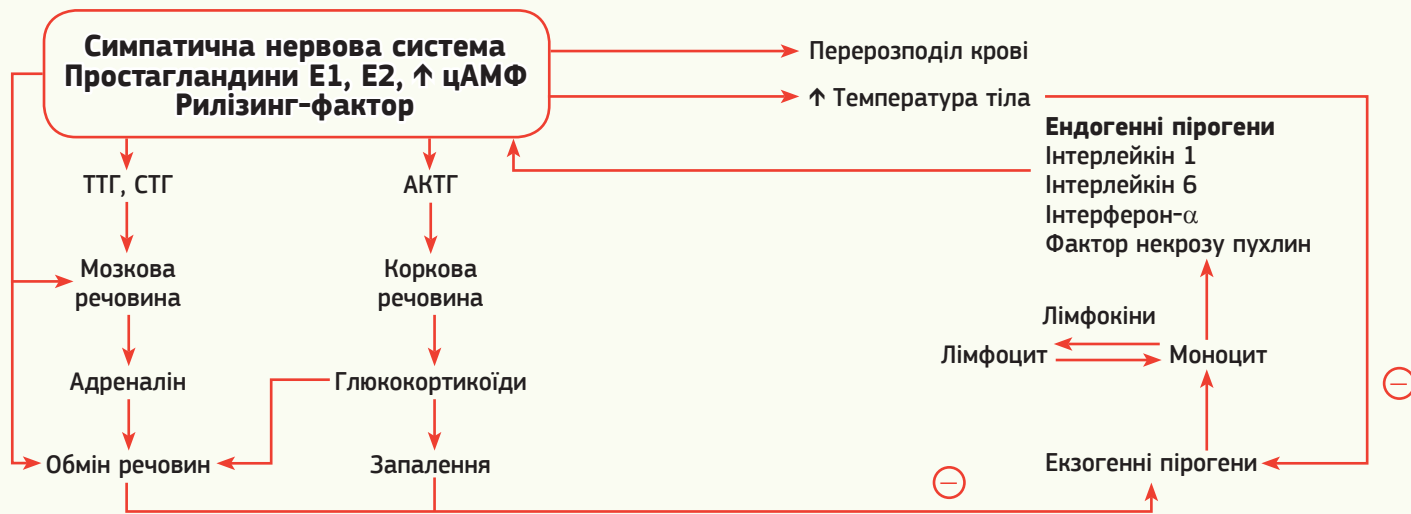 Симпатична нервова система
Простагландини Е1, Е2, ↑ цАМФ
Рилізинг-фактор
Перерозподіл крові
↑ Температура тіла
Ендогенні пірогени
Інтерлейкін 1
Інтерлейкін 6
Інтерферон-α
Фактор некрозу пухлин
ТТГ, СТГ
АКТГ
Мозкова
речовина
Коркова
речовина
Лімфокіни
Лімфоцит
Моноцит
Адреналін
Глюкокортикоїди
Обмін речовин
Запалення
Екзогенні пірогени
−
−